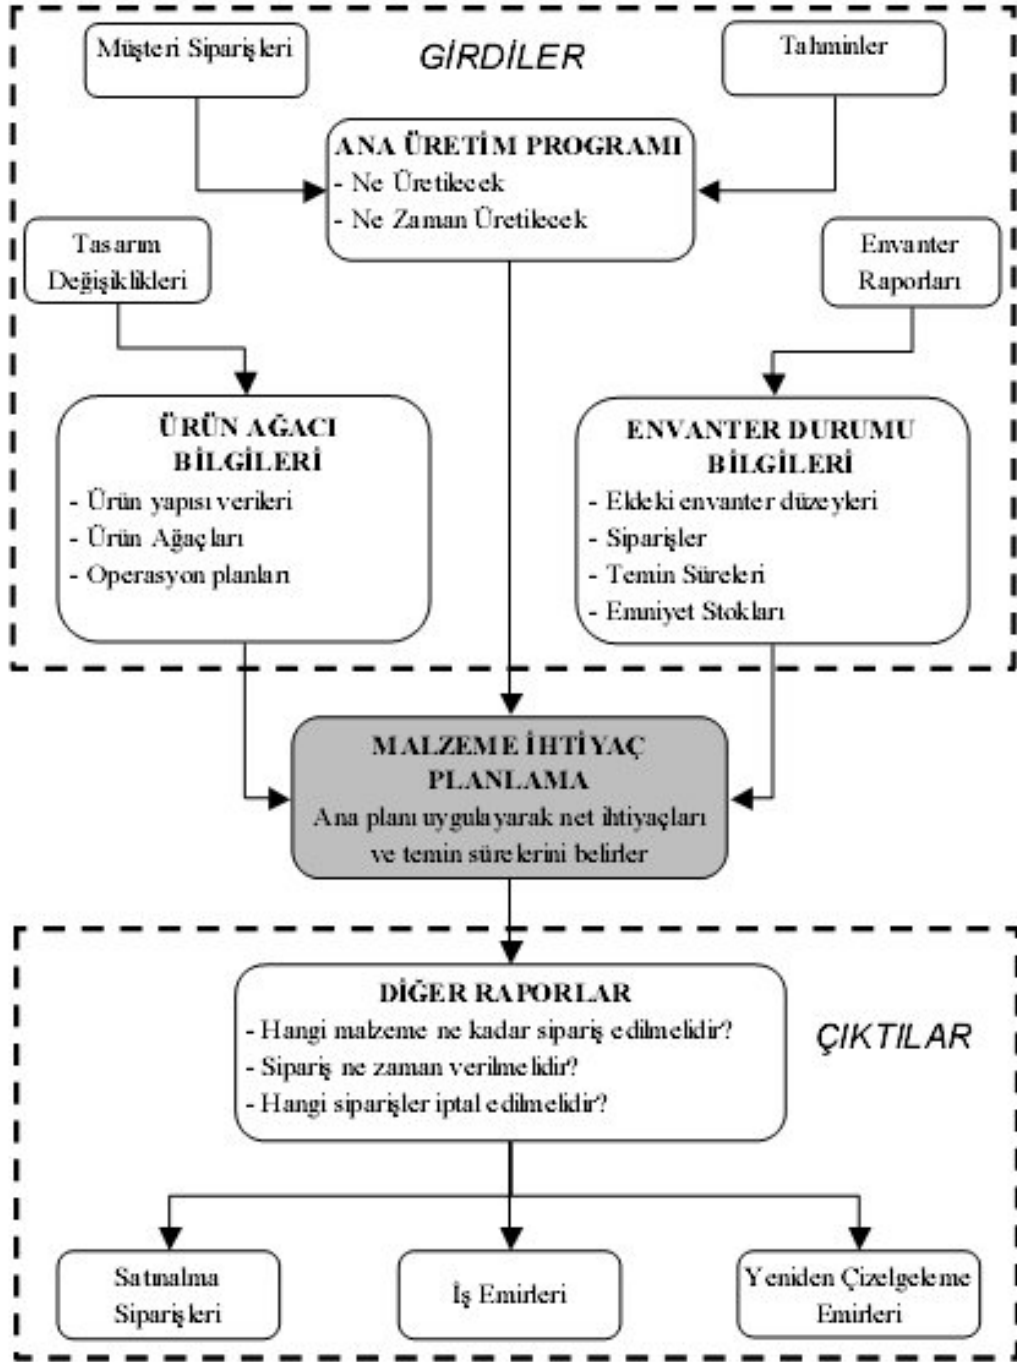 Müşteri Siparişleri
GİRDİLER
Tahminler
ANA ÜRETİM PROGRAMI
- Ne Üretilecek
- Ne Zaman Üretilecek
Tasarım
Değişiklikleri
Envanter
Raporları
ÜRÜN AĞACI
BİLGİLERİ
- Ürün yapısı verileri
- Ürün Ağaçları
- Operasyon planları
ENVANTER DURUMU
BİLGİLERİ
- Eldeki envanter düzeyleri
- Siparişler
- Temin Süreleri
- Emniyet Stokları
MALZEME İHTİYAÇ
PLANLAMA
Ana planı uygulayarak net ihtiyaçları
ve temin sürelerini belirler
DİĞER RAPORLAR
- Hangi malzeme ne kadar sipariş edilmelidir?
- Sipariş ne zaman verilmelidir?
- Hangi siparişler iptal edilmelidir?
ÇIKTILAR
Satınalma
Siparişleri
İş Emirleri
Yeniden Çizelgeleme
Emirleri